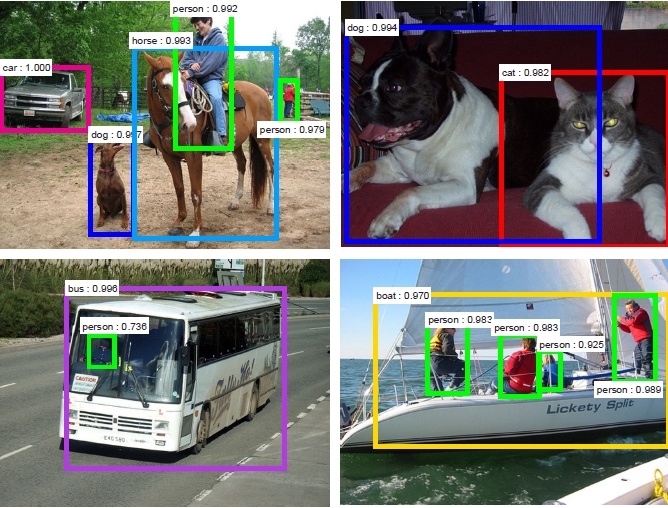 person : 0.992
horse : 0.993
car : 1.000
person : 0.979
dog : 0.997
dog : 0.994
cat : 0.982
bus : 0.996
person : 0.736
CAUTION
L
E40 SBO
boat : 0.970
person : 0.983
person : 0.983
person : 0.925
person : 0.989
Lickety Split